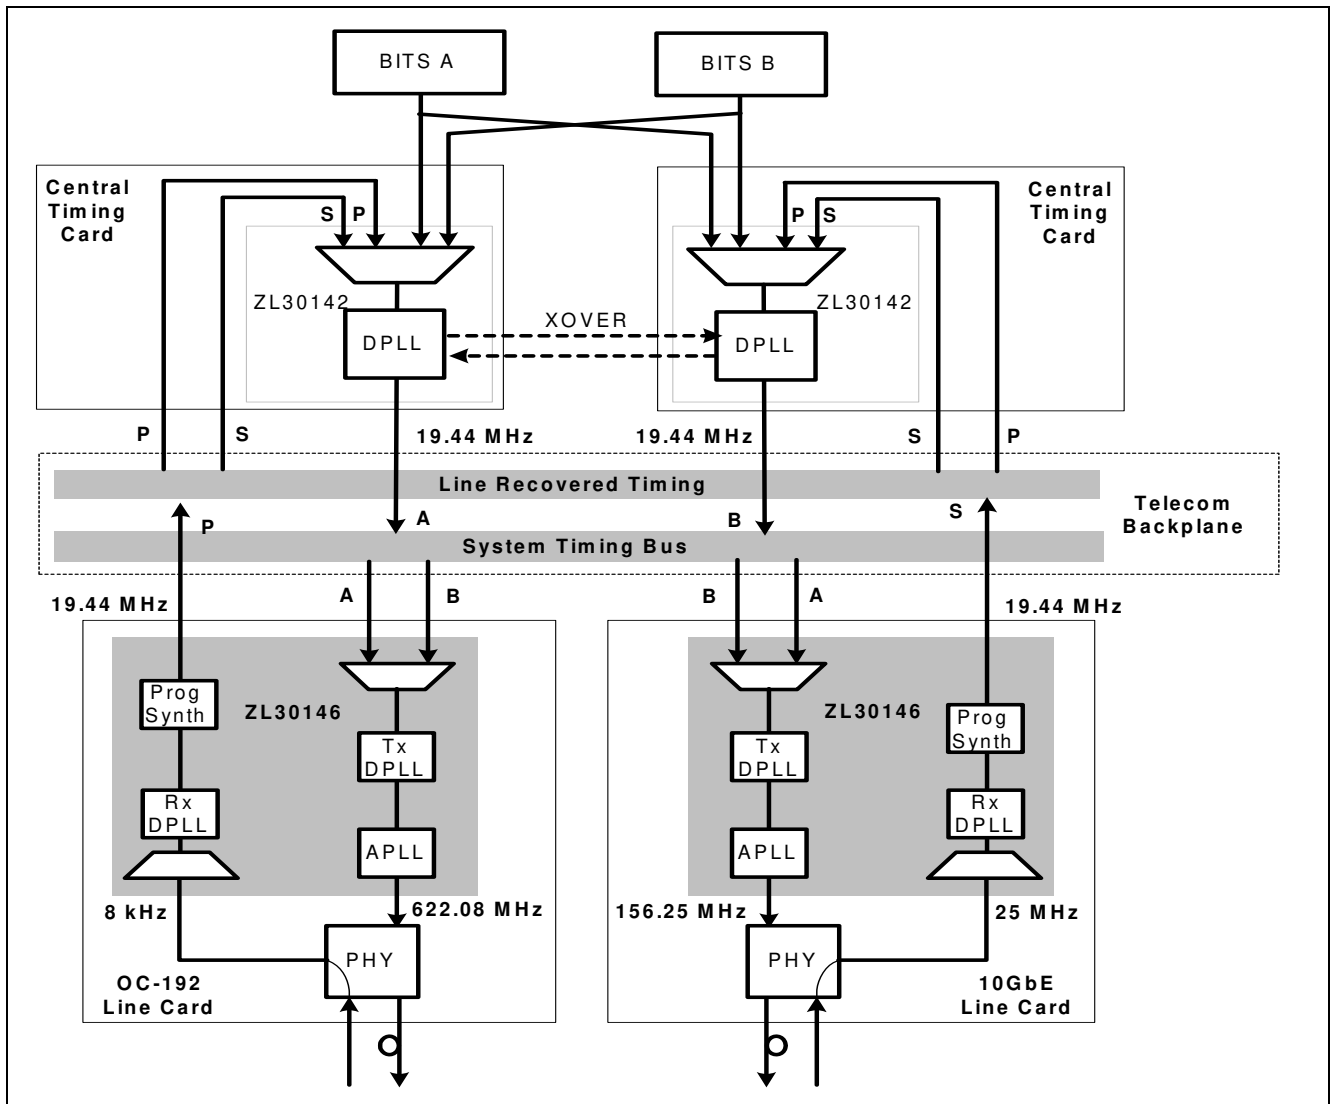 BITS A
BITS B
Central
Timing
Card
S P
P S
Central
Timing
Card
ZL30142
DPLL
XOVER
ZL30142
DPLL
P
S
19.44 MHz
19.44 MHz
S
P
Line Recovered Timing
Telecom
Backplane
P
A
B
S
System Timing Bus
19.44 MHz
A
B
B
A
19.44 MHz
Prog
Synth
ZL30146
Tx
DPLL
Rx
DPLL
APLL
ZL30146
Tx
DPLL
Prog
Synth
Rx
DPLL
APLL
8 kHz
622.08 MHz
156.25 MHz
25 MHz
PHY
PHY
OC-192
Line Card
10GbE
Line Card